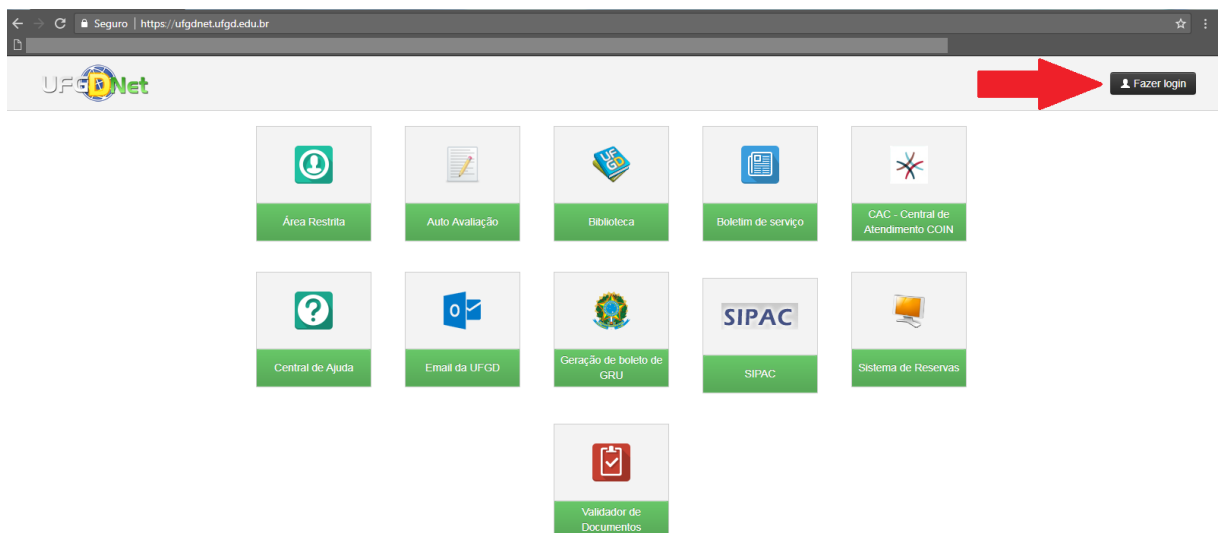 Seguro | https://ufgdnet.ufgd.edu.br
UFGDNet
Fazer login
UFGD
Área Restrita
Auto Avaliação
Biblioteca
Boletim de serviço
CAC - Central de
Atendimento COIN
SIPAC
Central de Ajuda
Email da UFGD
Geração de boleto de
GRU
SIPAC
Sistema de Reservas
Validador de
Documentos